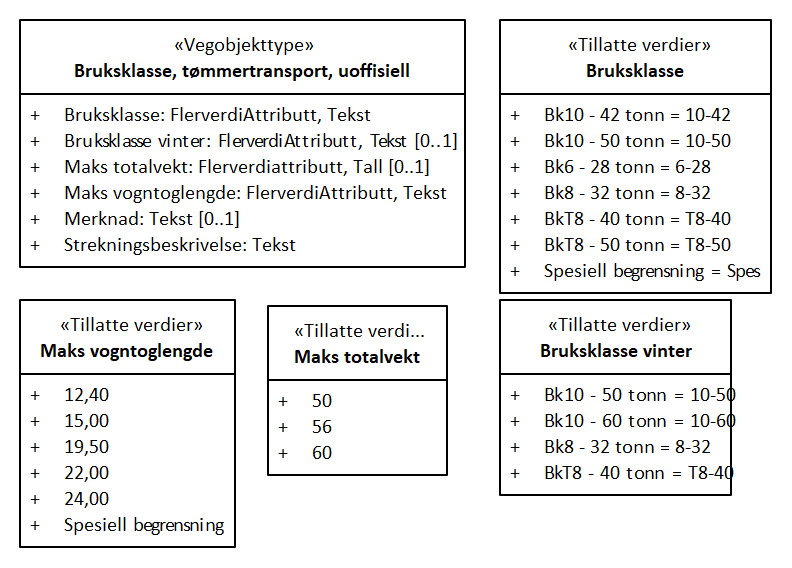 «Vegobjekttype»
Bruksklasse, tømmertransport, uoffisiell
+ Bruksklasse: FlerverdiAttributt, Tekst
+ Bruksklasse vinter: FlerverdiAttributt, Tekst [0..1]
+ Maks totalvekt: Flerverdiattributt, Tall [0..1]
+ Maks vogntoglengde: FlerverdiAttributt, Tekst
+ Merknad: Tekst [0..1]
+ Strekningsbeskrivelse: Tekst
«Tillatte verdier»
Bruksklasse
+ Bk10 - 42 tonn = 10-42
+ Bk10 - 50 tonn = 10-50
+ Bk6 - 28 tonn = 6-28
+ Bk8 - 32 tonn = 8-32
+ BkT8 - 40 tonn = T8-40
+ BkT8 - 50 tonn = T8-50
+ Spesiell begrensning = Spes
«Tillatte verdier»
Maks vogntoglengde
+ 12,40
+ 15,00
+ 19,50
+ 22,00
+ 24,00
+ Spesiell begrensning
«Tillatte verdi...
Maks totalvekt
+ 50
+ 56
+ 60
«Tillatte verdier»
Bruksklasse vinter
+ Bk10 - 50 tonn = 10-50
+ Bk10 - 60 tonn = 10-60
+ Bk8 - 32 tonn = 8-32
+ BkT8 - 40 tonn = T8-40